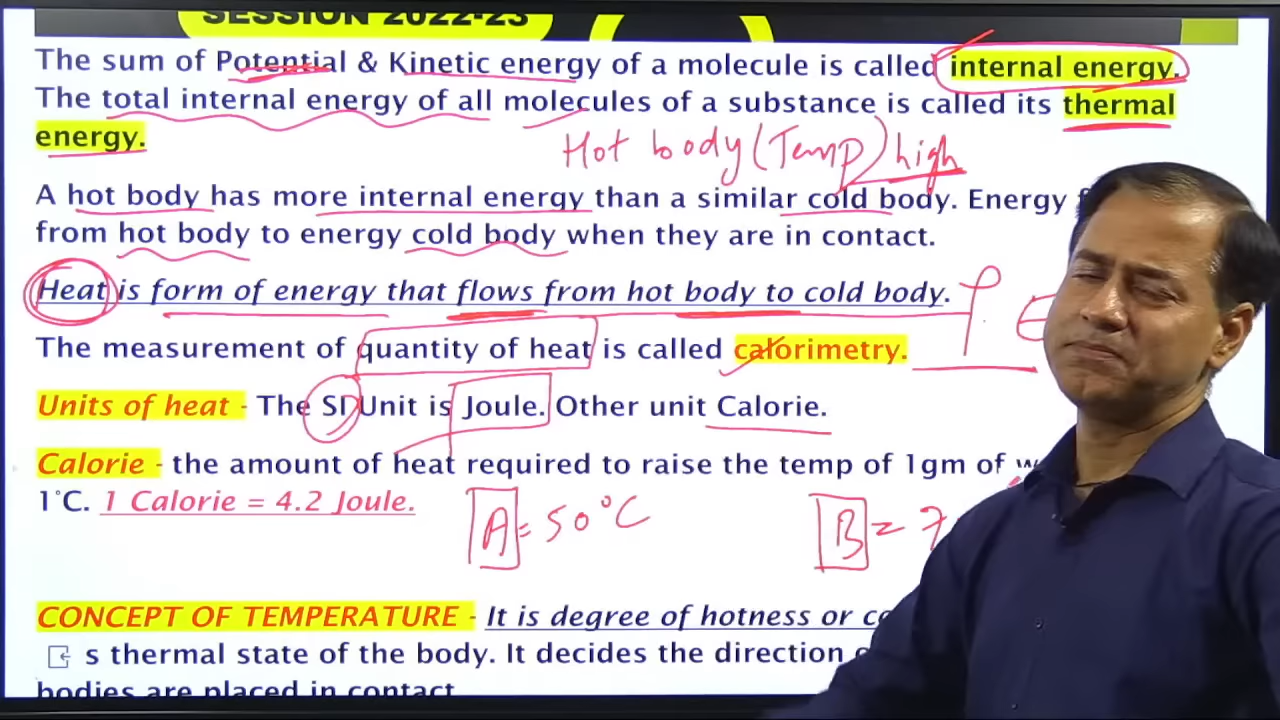 SESSION 2022-23
The sum of Potential & Kinetic energy of a molecule is called internal energy.
The total internal energy of all molecules of a substance is called its thermal
energy.
Hot body (Temp) high
A hot body has more internal energy than a similar cold body. Energy
from hot body to energy cold body when they are in contact.
Heat is form of energy that flows from hot body to cold body.
The measurement of quantity of heat is called calorimetry.
Units of heat - The SI Unit is Joule. Other unit Calorie.
Calorie - the amount of heat required to raise the temp of 1gm of
1°C. 1 Calorie = 4.2 Joule.
A = 50°C B = 7
CONCEPT OF TEMPERATURE - It is degree of hotness or
s thermal state of the body. It decides the direction
bodies are placed in contact